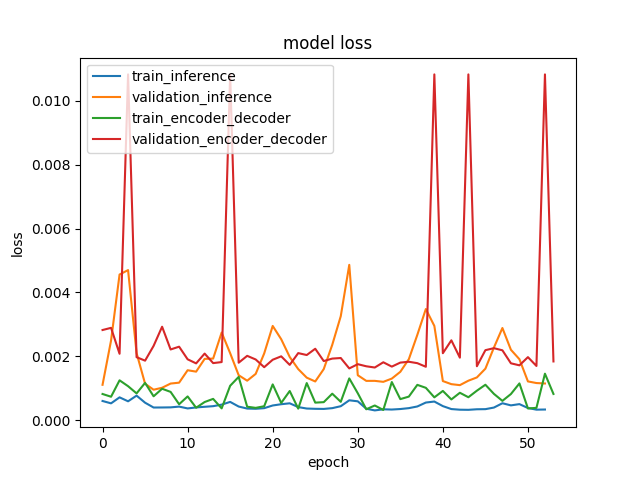 model loss
train_inference
validation_inference
train_encoder_decoder
validation_encoder_decoder
0.010
0.008
0.006
0.004
0.002
0.000
loss
0 10 20 30 40 50
epoch